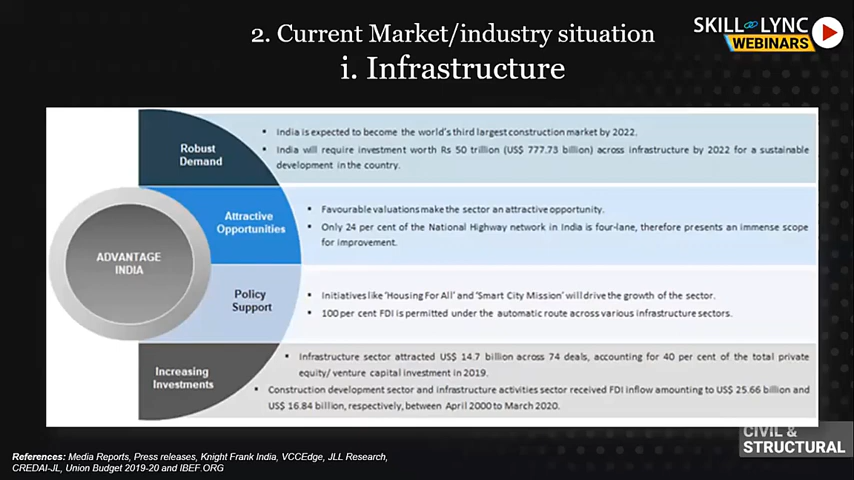 2. Current Market/industry situation
i. Infrastructure
SKILL LYNC
WEBINARS
Robust
Demand
India is expected to become the world's third largest construction market by 2022.
India will require investment worth Rs 50 trillion (US$ 777.73 billion) across infrastructure by 2022 for a sustainable
development in the country.
ADVANTAGE
INDIA
Attractive
Opportunities
Favourable valuations make the sector an attractive opportunity.
Only 24 per cent of the National Highway network in India is four-lane, therefore presents an immense scope
for improvement.
Policy
Support
Initiatives like 'Housing For All' and 'Smart City Mission' will drive the growth of the sector.
100 per cent FDI is permitted under the automatic route across various infrastructure sectors.
Increasing
Investments
Infrastructure sector attracted US$ 14.7 billion across 74 deals, accounting for 40 per cent of the total private
equity/ venture capital investment in 2019.
Construction development sector and infrastructure activities sector received FDI inflow amounting to US$ 25.66 billion and
US$ 16.84 billion, respectively, between April 2000 to March 2020.
CIVIL &
STRUCTURAL
References: Media Reports, Press releases, Knight Frank India, VCCEdge, JLL Research,
CREDAI-JL, Union Budget 2019-20 and IBEF.ORG